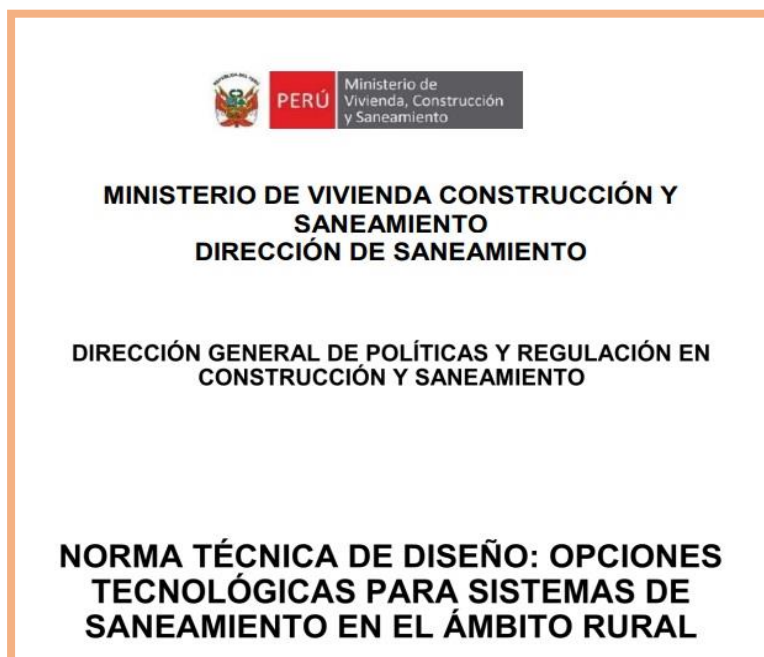 PERÚ
Ministerio de
Vivienda, Construcción
y Saneamiento
MINISTERIO DE VIVIENDA CONSTRUCCIÓN Y
SANEAMIENTO
DIRECCIÓN DE SANEAMIENTO
DIRECCIÓN GENERAL DE POLÍTICAS Y REGULACIÓN EN
CONSTRUCCIÓN Y SANEAMIENTO
NORMA TÉCNICA DE DISEÑO: OPCIONES
TECNOLÓGICAS PARA SISTEMAS DE
SANEAMIENTO EN EL ÁMBITO RURAL